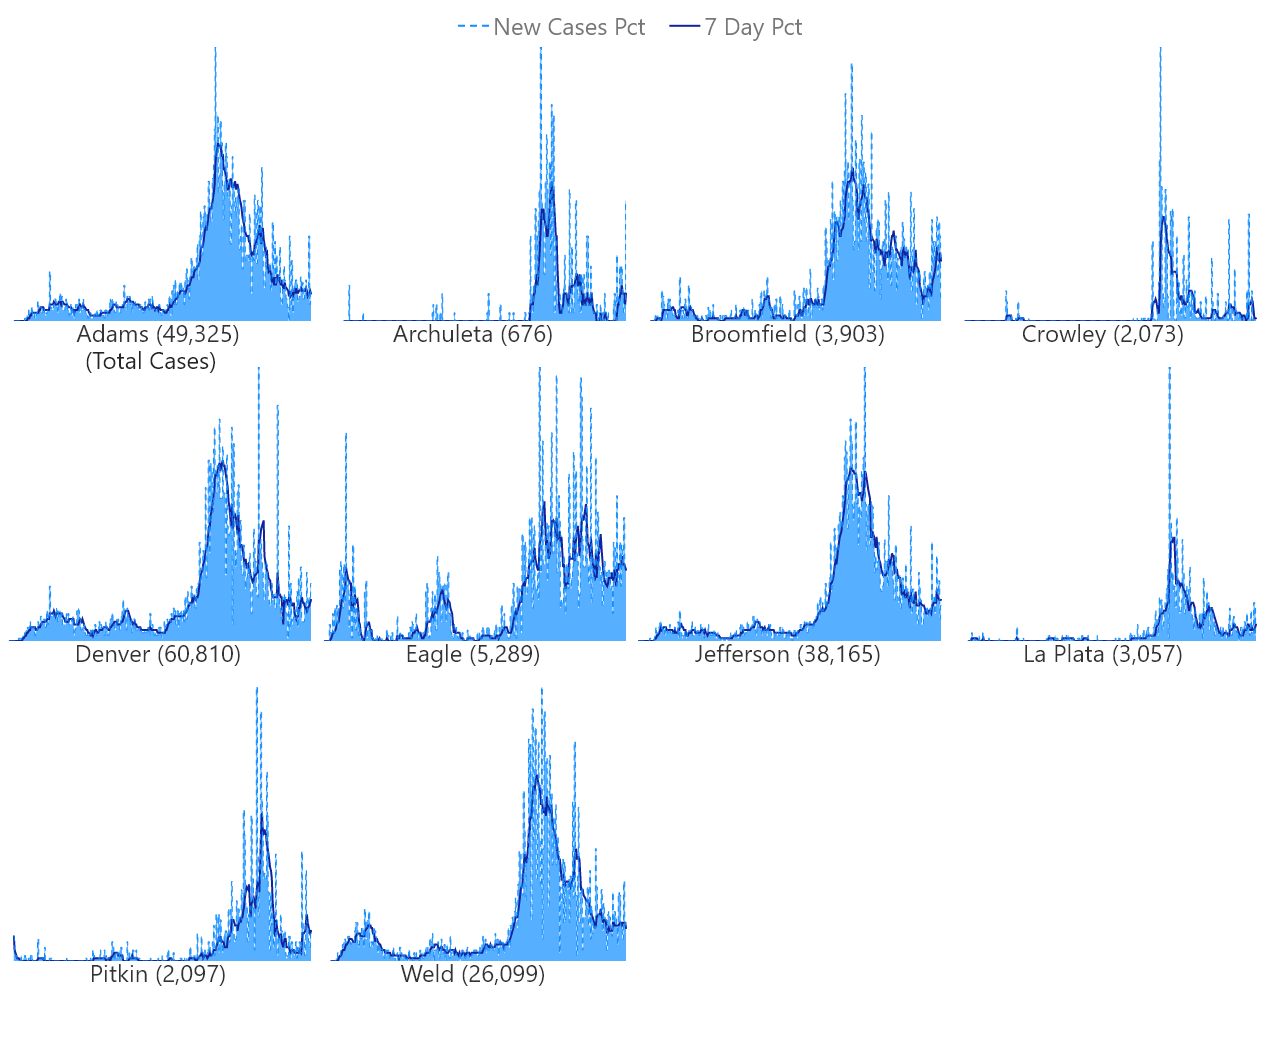 New Cases Pct 7 Day Pct
Adams (49,325) Archuleta (676) Broomfield (3,903) Crowley (2,073)
(Total Cases)
Denver (60,810) Eagle (5,289) Jefferson (38,165) La Plata (3,057)
Pitkin (2,097) Weld (26,099)